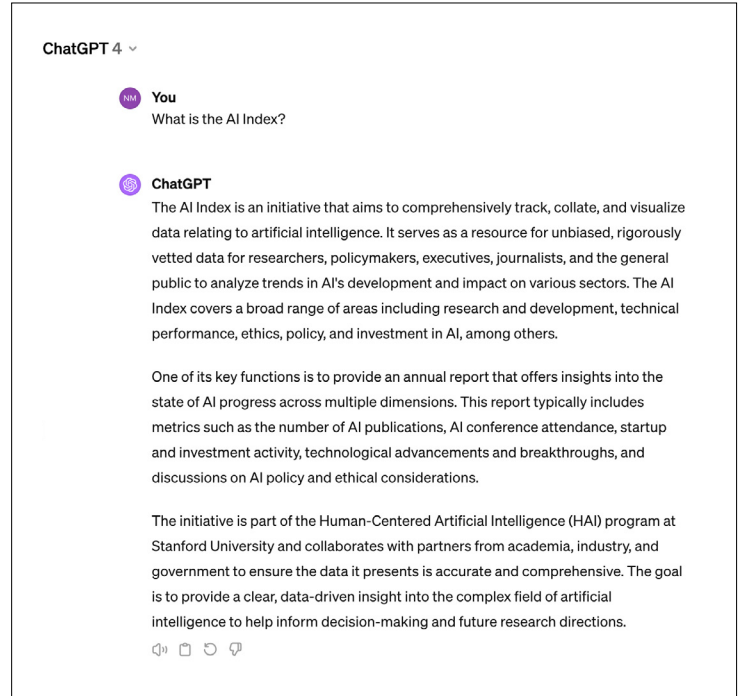 ChatGPT 4
NM
You
What is the AI Index?
ChatGPT
The AI Index is an initiative that aims to comprehensively track, collate, and visualize
data relating to artificial intelligence. It serves as a resource for unbiased, rigorously
vetted data for researchers, policymakers, executives, journalists, and the general
public to analyze trends in AI's development and impact on various sectors. The AI
Index covers a broad range of areas including research and development, technical
performance, ethics, policy, and investment in AI, among others.
One of its key functions is to provide an annual report that offers insights into the
state of AI progress across multiple dimensions. This report typically includes
metrics such as the number of AI publications, AI conference attendance, startup
and investment activity, technological advancements and breakthroughs, and
discussions on AI policy and ethical considerations.
The initiative is part of the Human-Centered Artificial Intelligence (HAI) program at
Stanford University and collaborates with partners from academia, industry, and
government to ensure the data it presents is accurate and comprehensive. The goal
is to provide a clear, data-driven insight into the complex field of artificial
intelligence to help inform decision-making and future research directions.